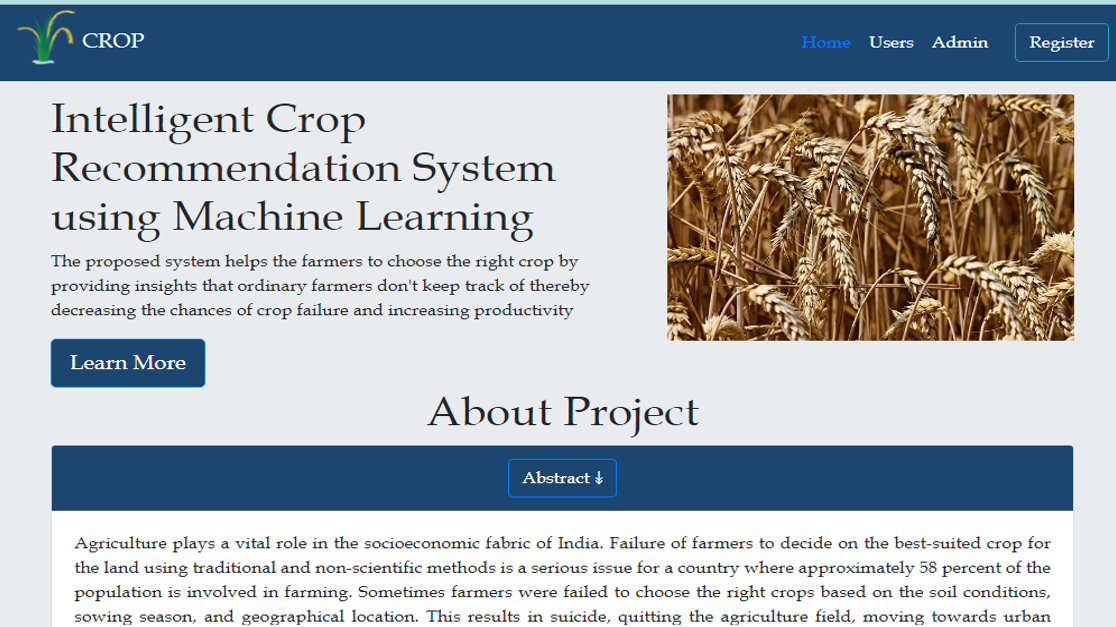 CROP
Home Users Admin Register
Intelligent Crop
Recommendation System
using Machine Learning
The proposed system helps the farmers to choose the right crop by
providing insights that ordinary farmers don't keep track of thereby
decreasing the chances of crop failure and increasing productivity
Learn More
About Project
Abstract ↓
Agriculture plays a vital role in the socioeconomic fabric of India. Failure of farmers to decide on the best-suited crop for
the land using traditional and non-scientific methods is a serious issue for a country where approximately 58 percent of the
population is involved in farming. Sometimes farmers were failed to choose the right crops based on the soil conditions,
sowing season, and geographical location. This results in suicide, quitting the agriculture field, moving towards urban